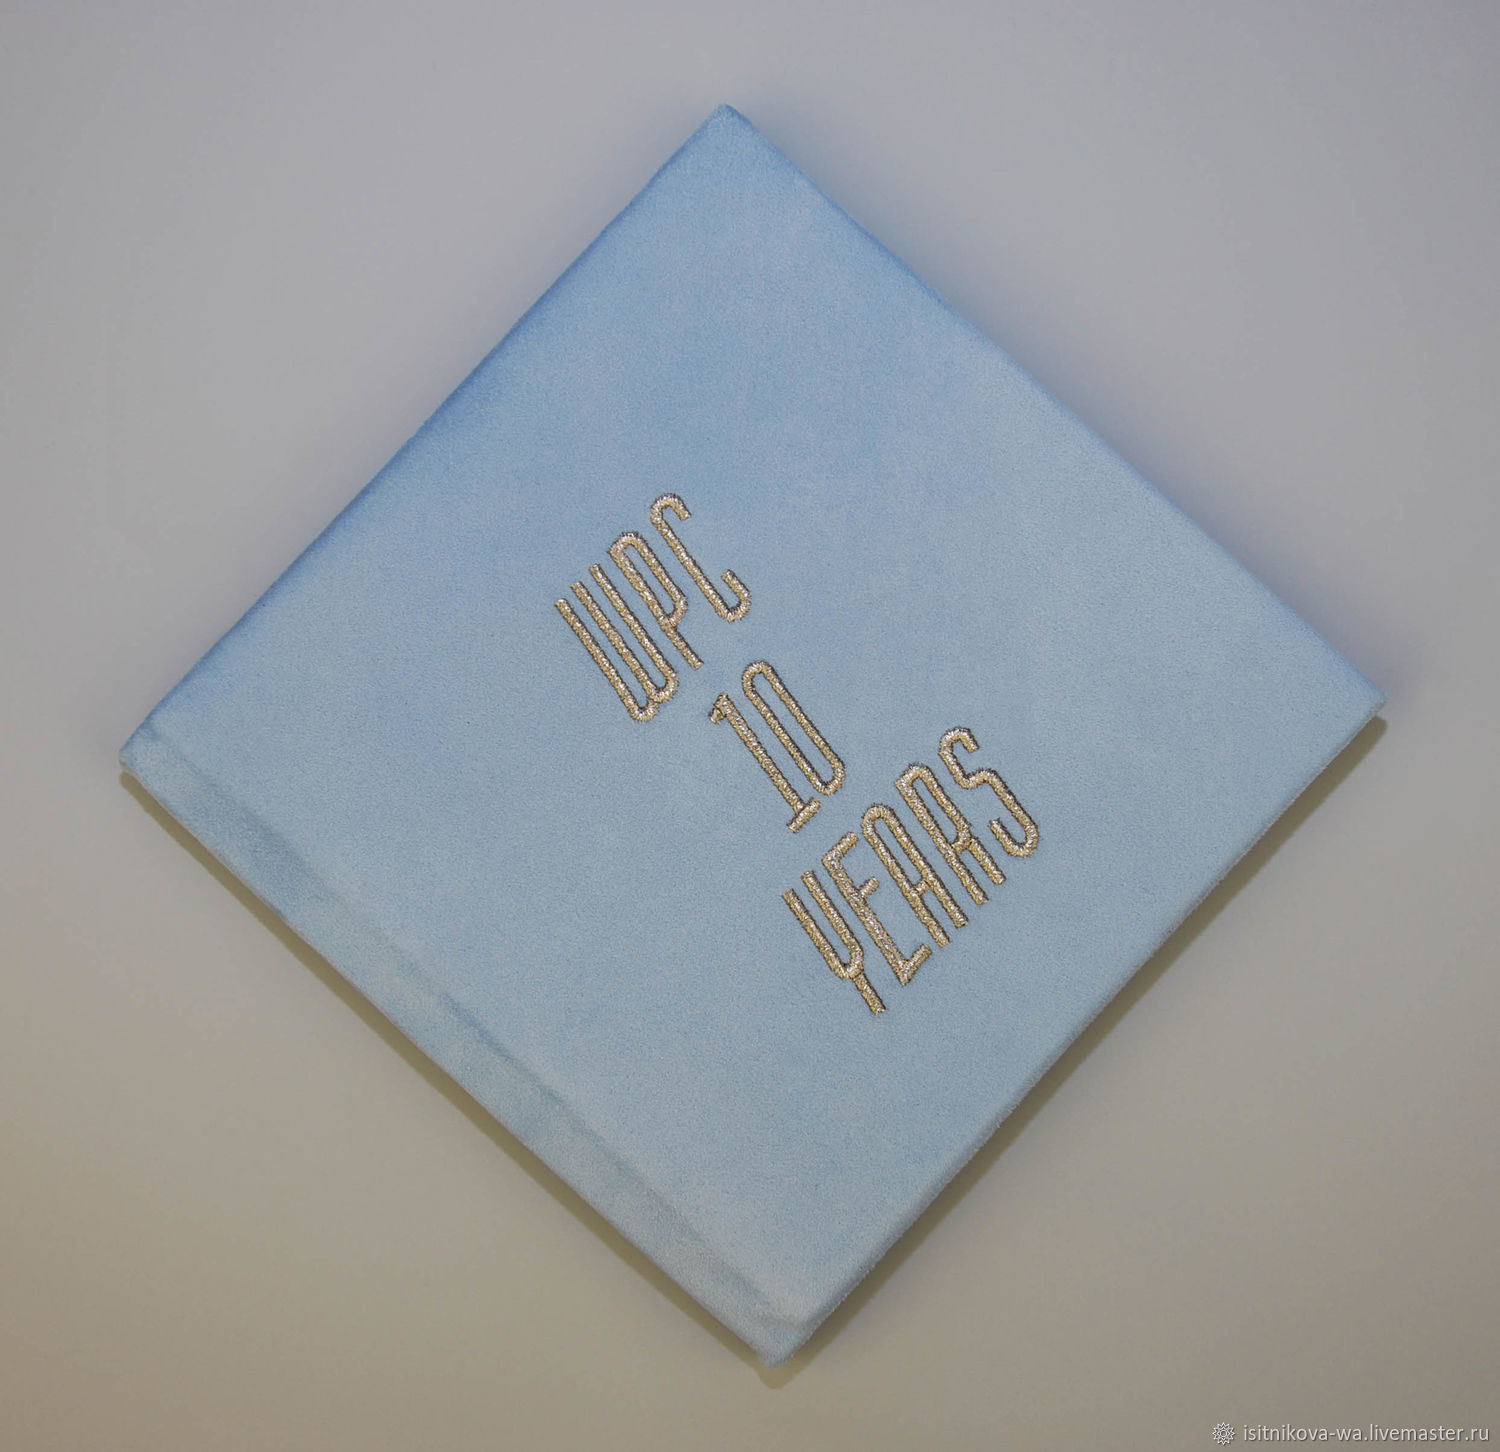 WPC
10
YEARS
isitnikova-wa.livemaster.ru